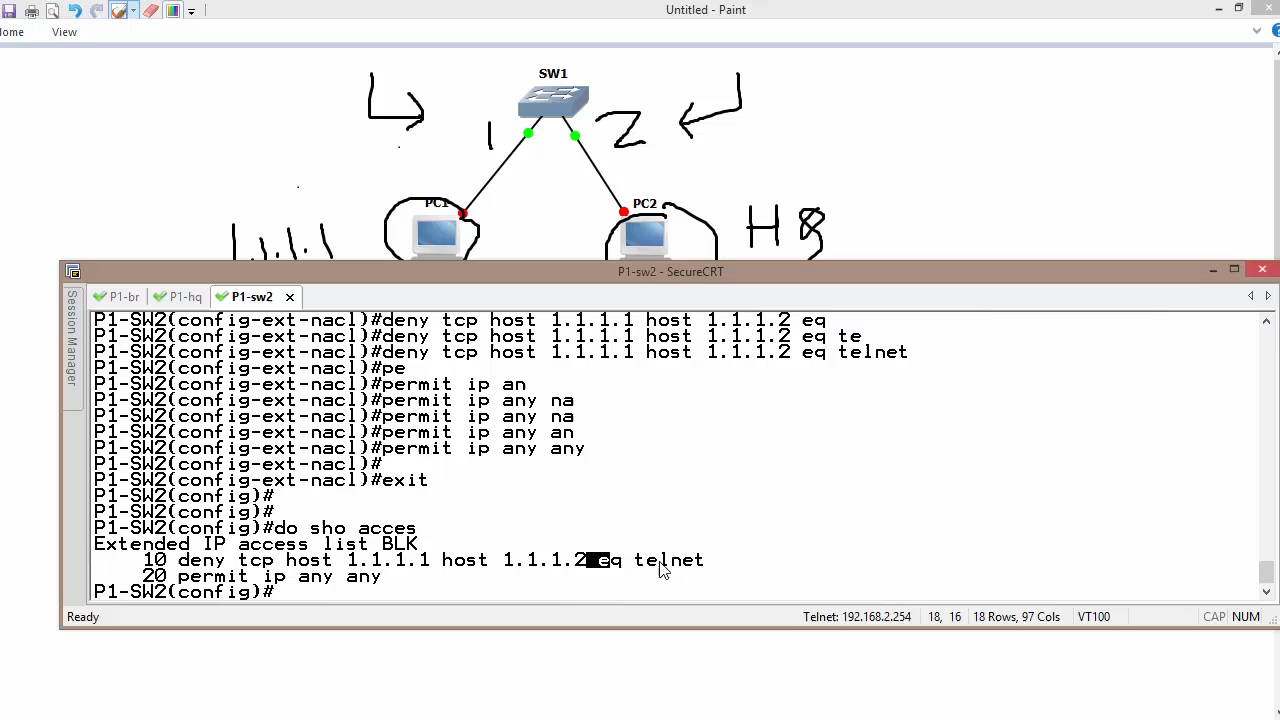 Untitled - Paint
ome
View
SW1
1
2
PC1
PC2
1.1.1.1
H 8
P1-sw2 - SecureCRT
Session Manager
P1-br
P1-hq
P1-sw2
P1-SW2(config-ext-nacl)#deny tcp host 1.1.1.1 host 1.1.1.2 eq
P1-SW2(config-ext-nacl)#deny tcp host 1.1.1.1 host 1.1.1.2 eq te
P1-SW2(config-ext-nacl)#deny tcp host 1.1.1.1 host 1.1.1.2 eq telnet
P1-SW2(config-ext-nacl)#pe
P1-SW2(config-ext-nacl)#permit ip an
P1-SW2(config-ext-nacl)#permit ip any na
P1-SW2(config-ext-nacl)#permit ip any na
P1-SW2(config-ext-nacl)#permit ip any an
P1-SW2(config-ext-nacl)#permit ip any any
P1-SW2(config-ext-nacl)#
P1-SW2(config-ext-nacl)#exit
P1-SW2(config)#
P1-SW2(config)#
P1-SW2(config)#do sho acces
Extended IP access list BLK
10 deny tcp host 1.1.1.1 host 1.1.1.2 eq telnet
20 permit ip any any
P1-SW2(config)#
Ready
Telnet: 192.168.2.254
18, 16
18 Rows, 97 Cols
VT100
CAP
NUM